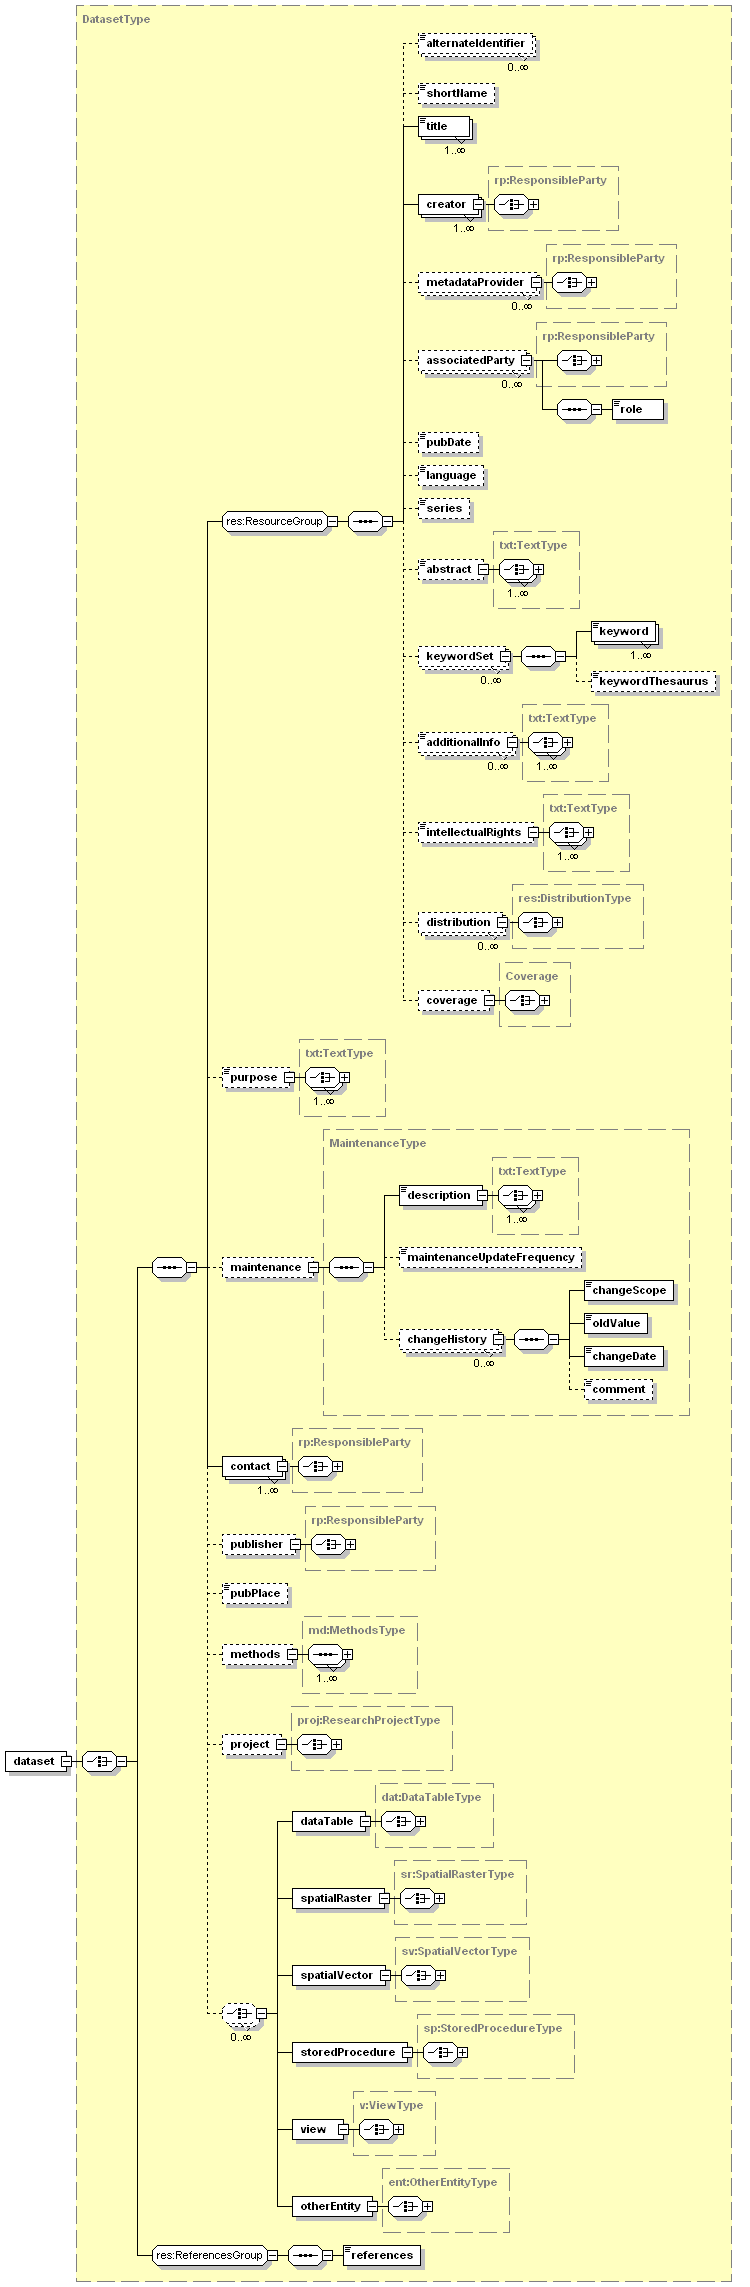 DatasetType
alternateIdentifier
0..∞
shortName
title
1..∞
rp:ResponsibleParty
creator
1..∞
rp:ResponsibleParty
metadataProvider
0..∞
rp:ResponsibleParty
associatedParty
0..∞
role
pubDate
language
series
res:ResourceGroup
txt:TextType
abstract
1..∞
keyword
1..∞
keywordSet
0..∞
keywordThesaurus
txt:TextType
additionalInfo
0..∞ 1..∞
txt:TextType
intellectualRights
1..∞
res:DistributionType
distribution
0..∞
Coverage
coverage
txt:TextType
purpose
1..∞
MaintenanceType
txt:TextType
description
1..∞
maintenanceUpdateFrequency
maintenance
changeScope
oldValue
changeHistory
0..∞
changeDate
comment
rp:ResponsibleParty
contact
1..∞
rp:ResponsibleParty
publisher
pubPlace
md:MethodsType
methods
1..∞
proj:ResearchProjectType
project
dataset
dat:DataTableType
dataTable
sr:SpatialRasterType
spatialRaster
sv:SpatialVectorType
spatialVector
0..∞
sp:StoredProcedureType
storedProcedure
v:ViewType
view
ent:OtherEntityType
otherEntity
res:ReferencesGroup
references